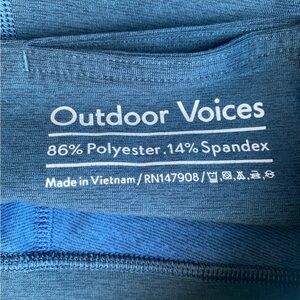 Outdoor Voices
86% Polyester.14% Spandex
Made in Vietnam/RN147908/